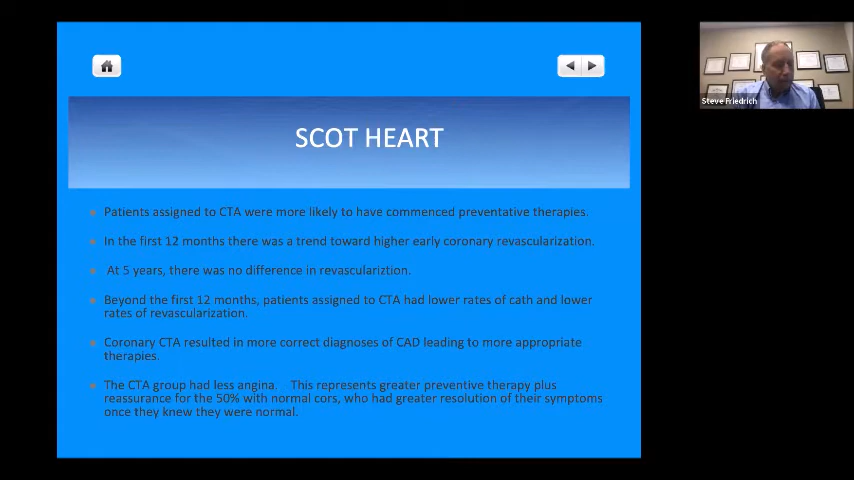 SCOT HEART
Steve Friedrich
Patients assigned to CTA were more likely to have commenced preventative therapies.
In the first 12 months there was a trend toward higher early coronary revascularization.
At 5 years, there was no difference in revasculariztion.
Beyond the first 12 months, patients assigned to CTA had lower rates of cath and lower
rates of revascularization.
Coronary CTA resulted in more correct diagnoses of CAD leading to more appropriate
therapies.
The CTA group had less angina. This represents greater preventive therapy plus
reassurance for the 50% with normal cors, who had greater resolution of their symptoms
once they knew they were normal.